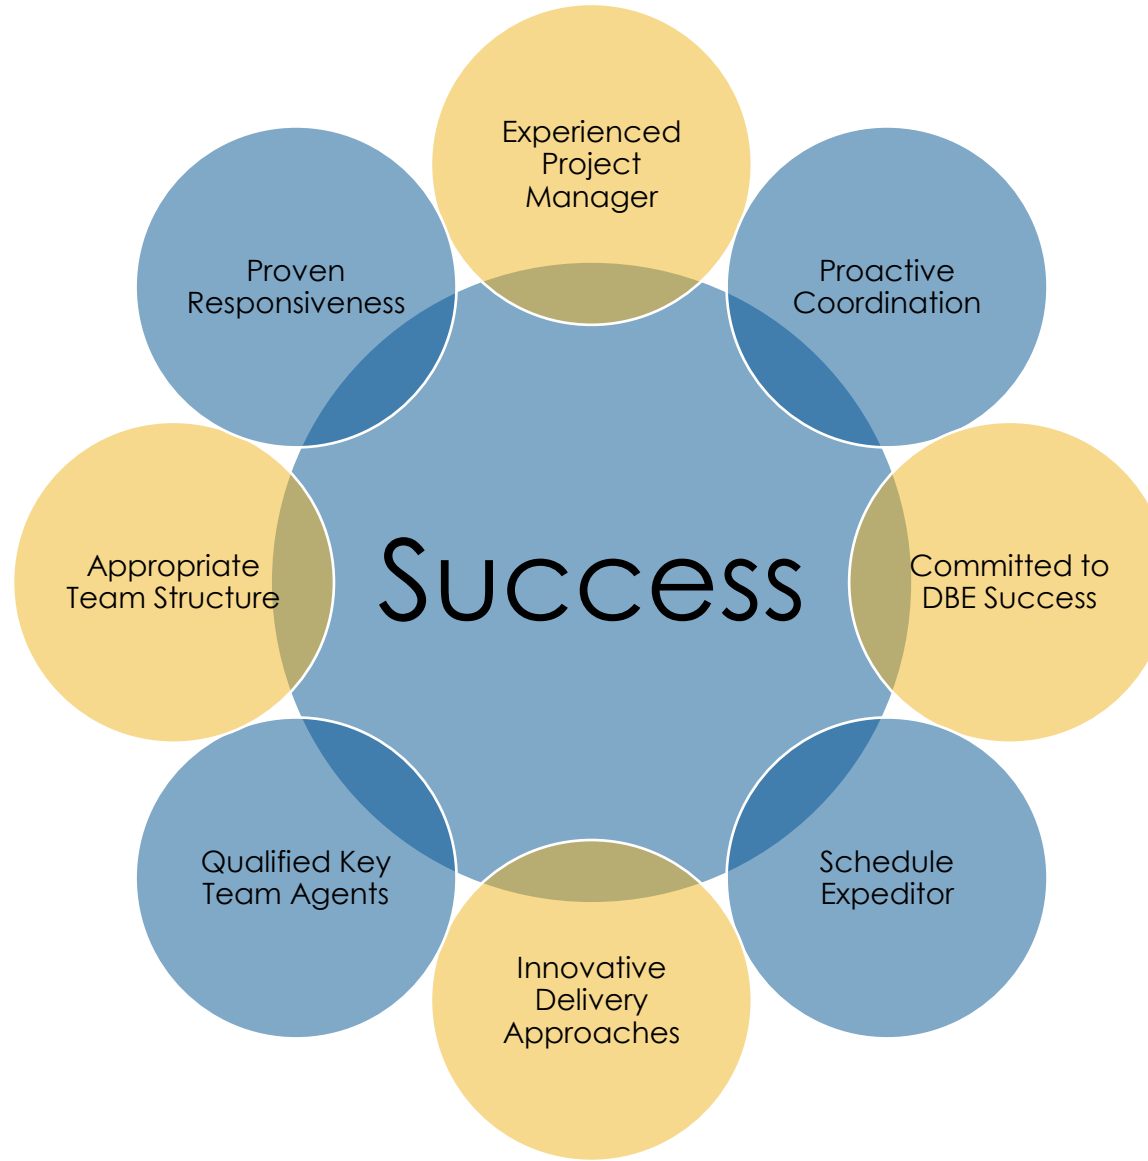 Experienced
Project
Manager
Proactive
Coordination
Committed to
DBE Success
Schedule
Expeditor
Innovative
Delivery
Approaches
Qualified Key
Team Agents
Appropriate
Team Structure
Proven
Responsiveness
Success